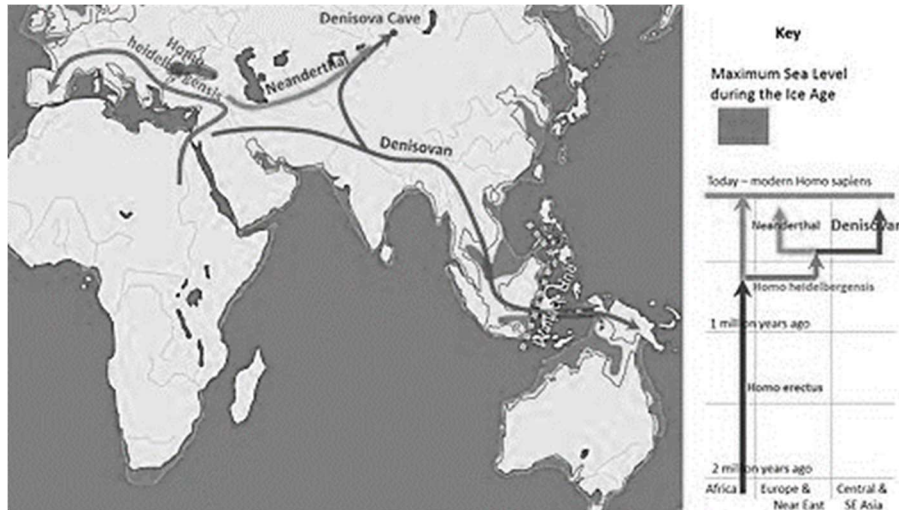 Denisova Cave
Homo
heidelbergensis
Neanderthal
Denisovan
Key
Maximum Sea Level
during the Ice Age
Today – modern Homo sapiens
Neanderthal
Denisovan
Homo heidelbergensis
1 million years ago
Homo erectus
2 million years ago
Africa
Europe &
Near East
Central &
SE Asia